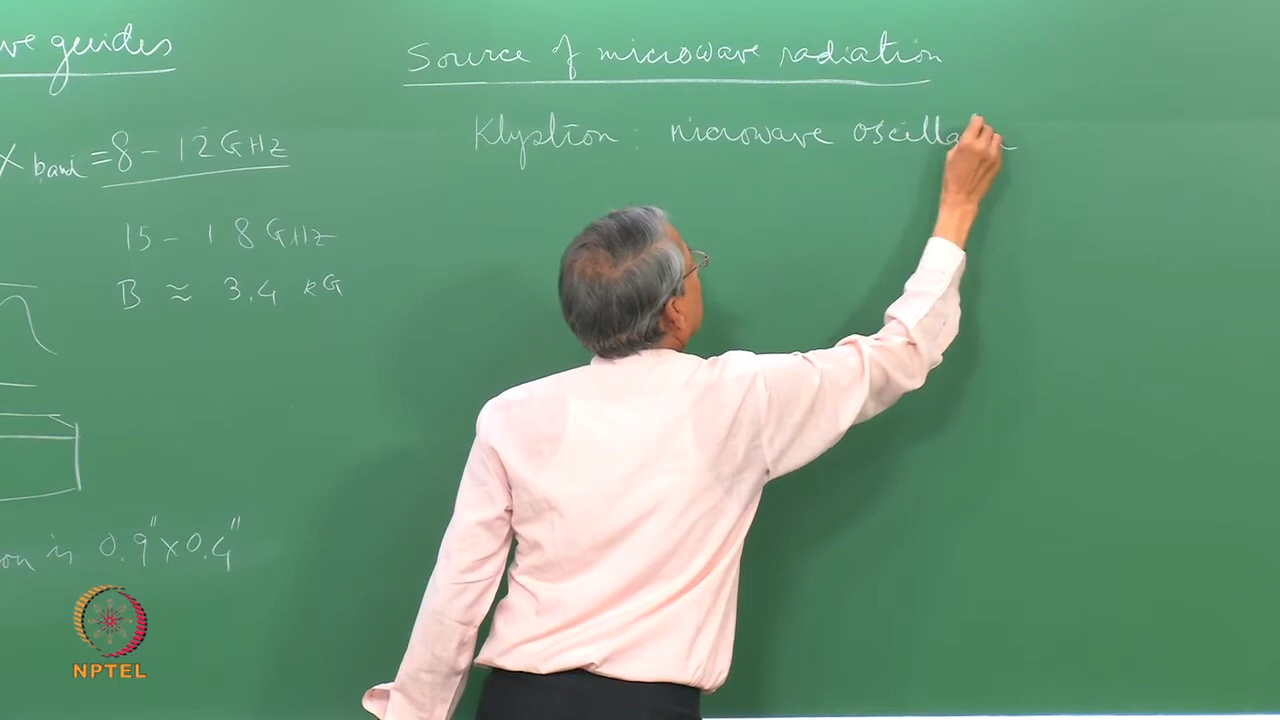 ve guides
X band = 8 - 12 GHz
15 - 18 GHz
B ≈ 3.4 kG
on is 0.9" x 0.4"
Source of microwave radiation
Klystron : microwave oscilla
NPTEL